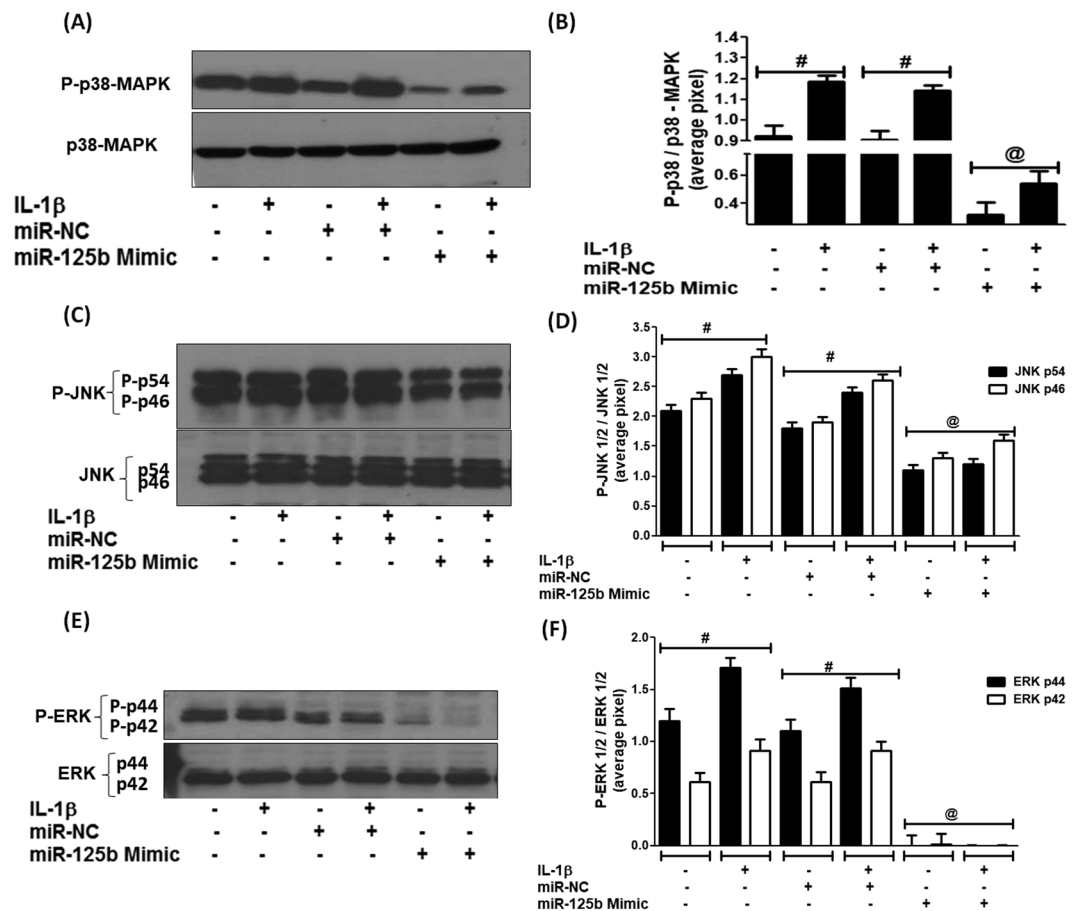 (A)
P-p38-MAPK
p38-MAPK
IL-1β - + - + - +
miR-NC - - + + - -
miR-125b Mimic - - - - + +
(B)
P-p38 / p38 - MAPK
(average pixel)
1.4
1.2
1.1
0.9
0.6
0.4
# # @
IL-1β - + - + - +
miR-NC - - + + - -
miR-125b Mimic - - - - + +
(C)
P-JNK
P-p54
P-p46
JNK
p54
p46
IL-1β - + - + - +
miR-NC - - + + - -
miR-125b Mimic - - - - + +
(D)
P-JNK 1/2 / JNK 1/2
(average pixel)
3.5
3.0
2.5
2.0
1.5
1.0
0.5
0.0
# # @
JNK p54
JNK p46
IL-1β - + - + - +
miR-NC - - + + - -
miR-125b Mimic - - - - + +
(E)
P-ERK
P-p44
P-p42
ERK
p44
p42
IL-1β - + - + - +
miR-NC - - + + - -
miR-125b Mimic - - - - + +
(F)
P-ERK 1/2 / ERK 1/2
(average pixel)
2.0
1.5
1.0
0.5
0.0
# # @
ERK p44
ERK p42
IL-1β - + - + - +
miR-NC - - + + - -
miR-125b Mimic - - - - + +